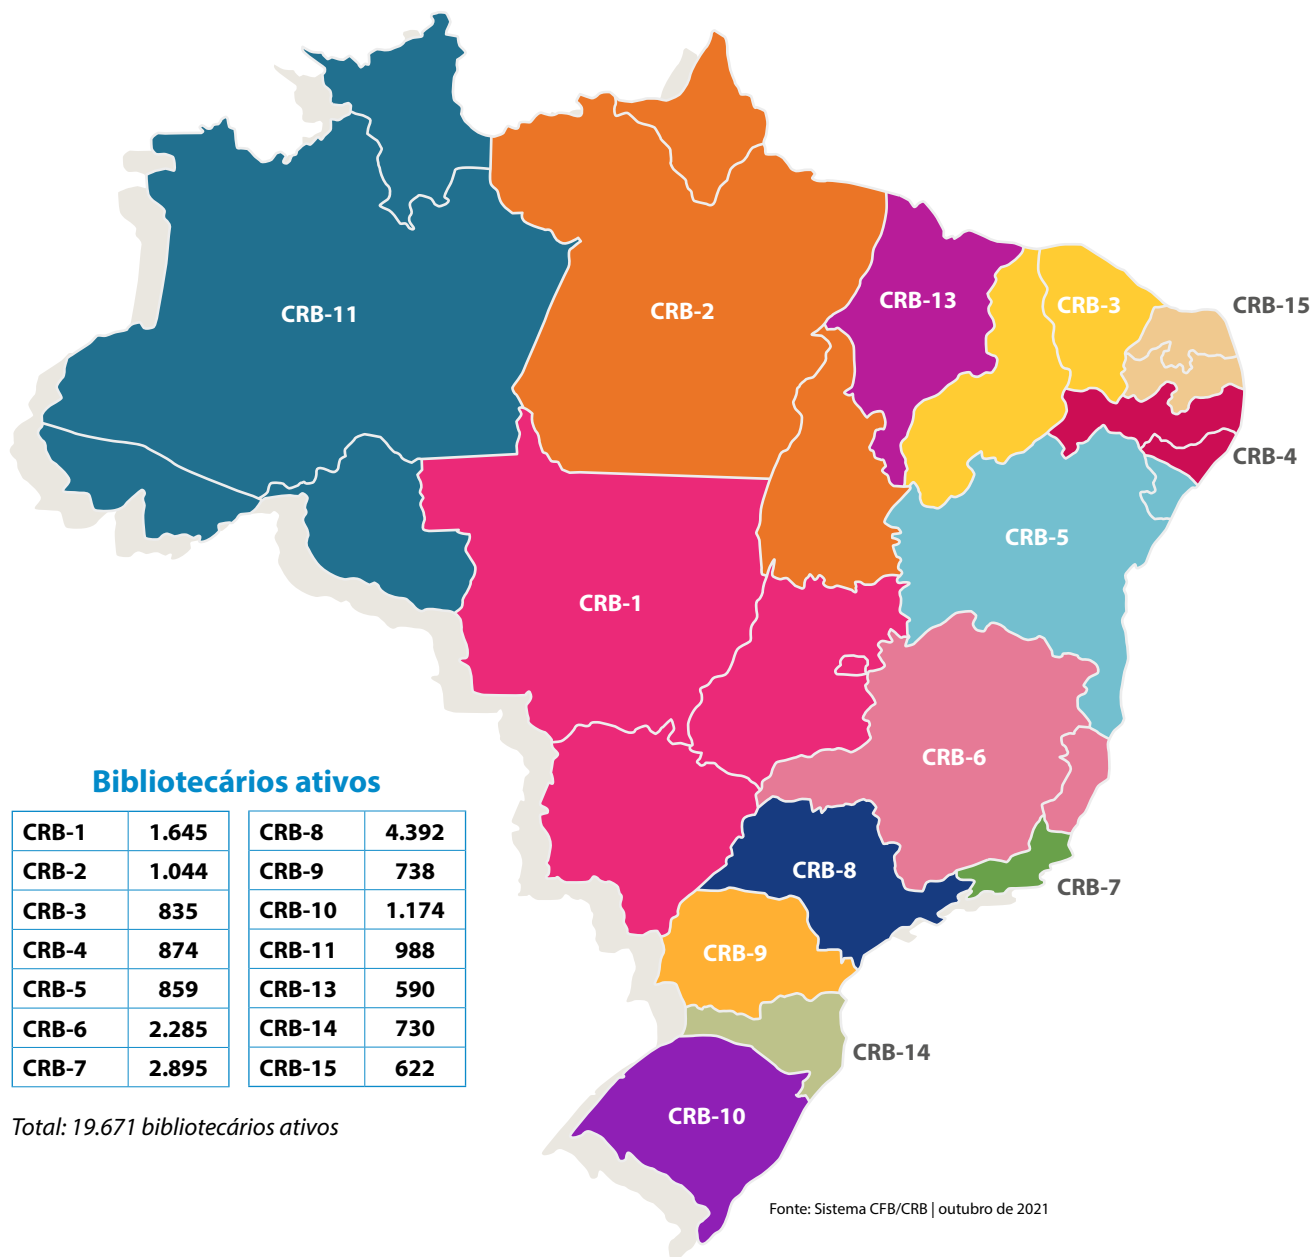 CRB-11
CRB-2
CRB-13
CRB-3
CRB-15
CRB-4
CRB-5
CRB-1
CRB-6
CRB-8
CRB-7
CRB-9
CRB-14
CRB-10
Bibliotecários ativos
CRB-1 1.645 CRB-8 4.392
CRB-2 1.044 CRB-9 738
CRB-3 835 CRB-10 1.174
CRB-4 874 CRB-11 988
CRB-5 859 CRB-13 590
CRB-6 2.285 CRB-14 730
CRB-7 2.895 CRB-15 622
Total: 19.671 bibliotecários ativos
Fonte: Sistema CFB/CRB | outubro de 2021